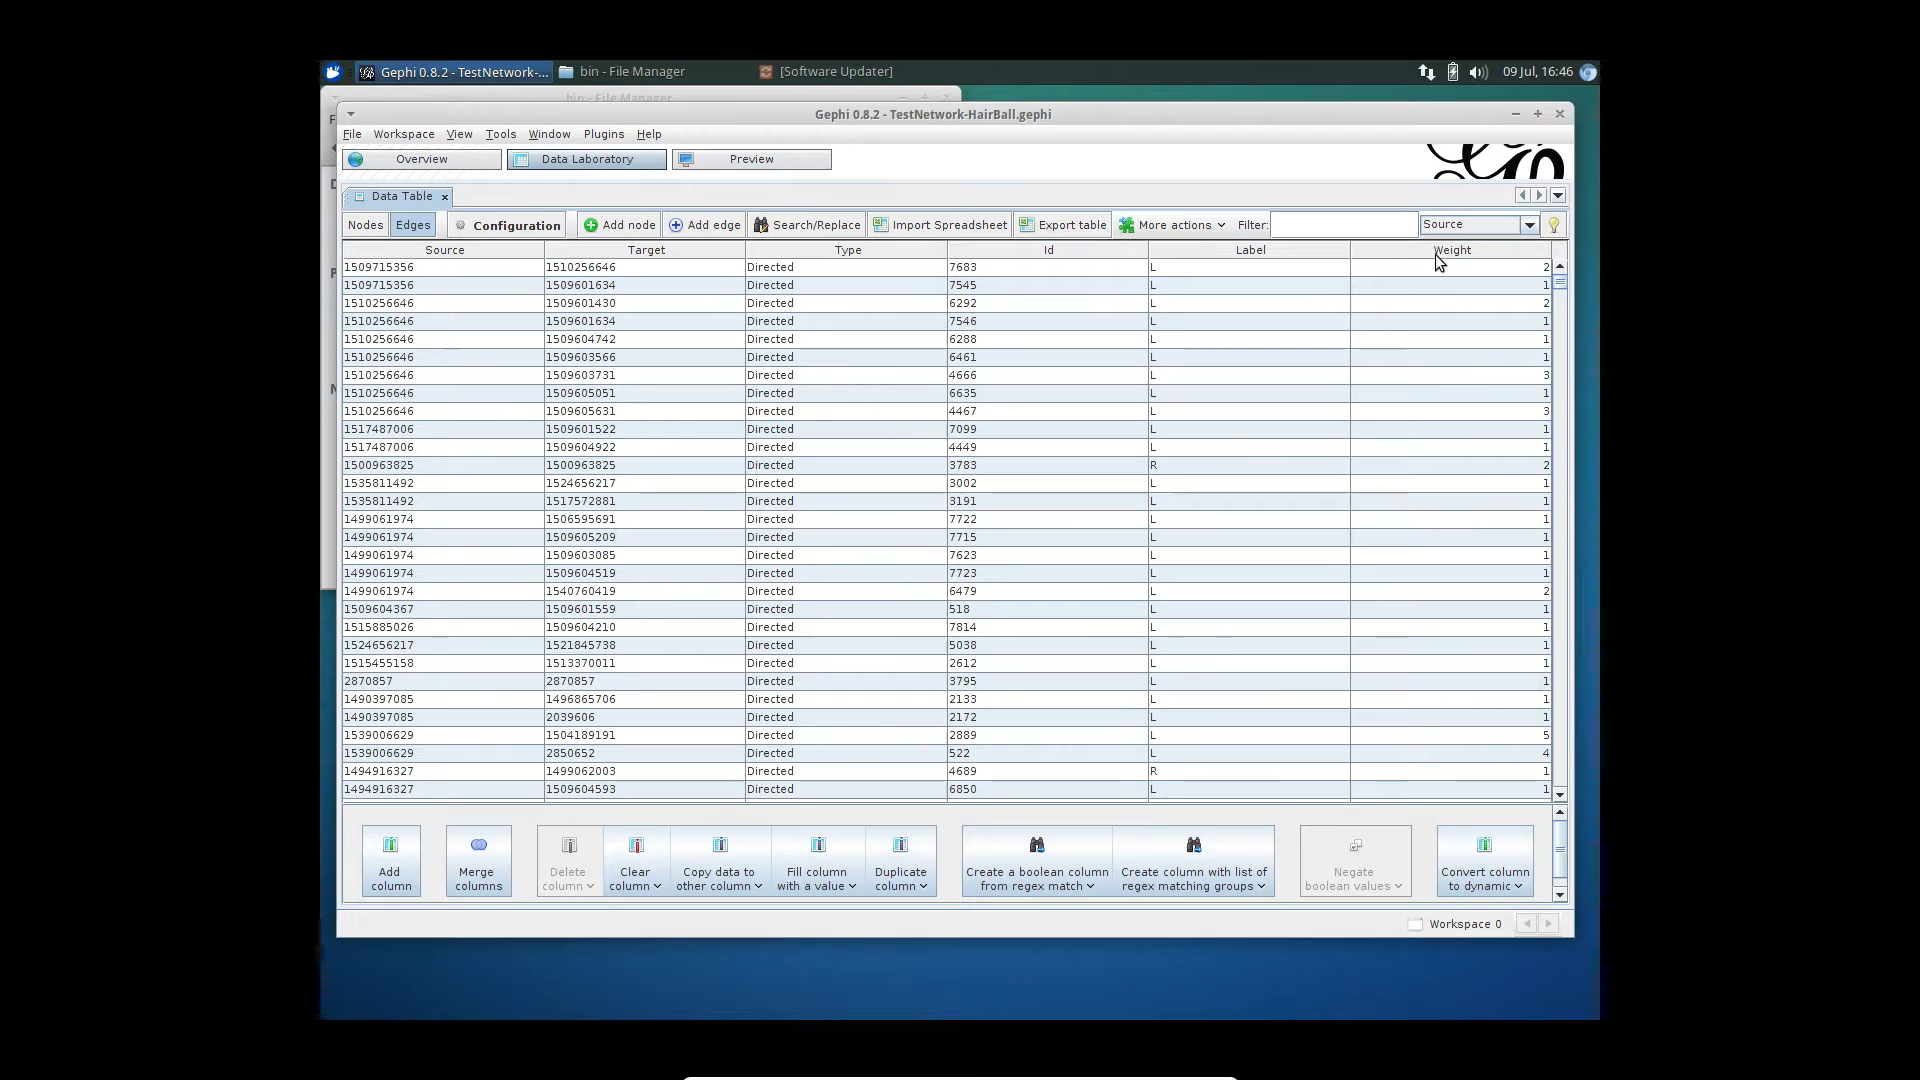 Gephi 0.8.2 - TestNetwork-... bin - File Manager [Software Updater] 09 Jul, 16:46
bin - File Manager
Gephi 0.8.2 - TestNetwork-HairBall.gephi
File Workspace View Tools Window Plugins Help
Overview Data Laboratory Preview
Data Table
Nodes Edges Configuration Add node Add edge Search/Replace Import Spreadsheet Export table More actions Filter: Source
Source Target Type Id Label Weight
1509715356 1510256646 Directed 7683 L 2
1509715356 1509601634 Directed 7545 L 1
1510256646 1509601430 Directed 6292 L 2
1510256646 1509601634 Directed 7546 L 1
1510256646 1509604742 Directed 6288 L 1
1510256646 1509603566 Directed 6461 L 1
1510256646 1509603731 Directed 4666 L 3
1510256646 1509605051 Directed 6635 L 1
1510256646 1509605631 Directed 4467 L 3
1517487006 1509601522 Directed 7099 L 1
1517487006 1509604922 Directed 4449 L 1
1500963825 1500963825 Directed 3783 R 2
1535811492 1524656217 Directed 3002 L 1
1535811492 1517572881 Directed 3191 L 1
1499061974 1506595691 Directed 7722 L 1
1499061974 1509605209 Directed 7715 L 1
1499061974 1509603085 Directed 7623 L 1
1499061974 1509604519 Directed 7723 L 1
1499061974 1540760419 Directed 6479 L 2
1509604367 1509601559 Directed 518 L 1
1515885026 1509604210 Directed 7814 L 1
1524656217 1521845738 Directed 5038 L 1
1515455158 1513370011 Directed 2612 L 1
2870857 2870857 Directed 3795 L 1
1490397085 1496865706 Directed 2133 L 1
1490397085 2039606 Directed 2172 L 1
1539006629 1504189191 Directed 2889 L 5
1539006629 2850652 Directed 522 L 4
1494916327 1499062003 Directed 4689 R 1
1494916327 1509604593 Directed 6850 L 1
Add Merge Delete Clear Copy data to Fill column Duplicate Create a boolean column Create column with list of Negate Convert column
column columns column column other column with a value column from regex match regex matching groups boolean values to dynamic
Workspace 0